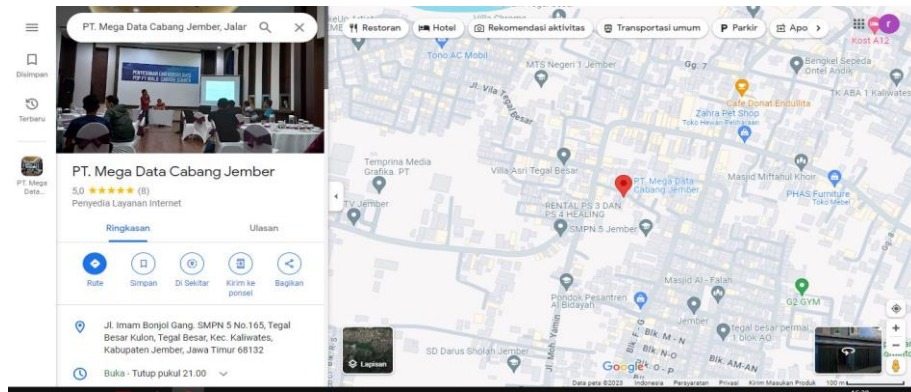 PT. Mega Data Cabang Jember, Jalar
Disimpan
Terbaru
PT. Mega
Data...
PT. Mega Data Cabang Jember
5,0 (8)
Penyedia Layanan Internet
Ringkasan
Ulasan
Rute
Simpan
Di Sekitar
Kirim ke
ponsel
Bagikan
Jl. Imam Bonjol Gang. SMPN 5 No.165, Tegal
Besar Kulon, Tegal Besar, Kec. Kaliwates,
Kabupaten Jember, Jawa Timur 68132
Buka - Tutup pukul 21.00
Restoran
Hotel
Rekomendasi aktivitas
Transportasi umum
P Parkir
Apo
r
Kost A12
Tono AC Mobil
MTS Negeri 1 Jember
Gg. 7
Bengkel Sepeda
Ontel Andik
TK ABA 1 Kaliwates
Jl. Vila Tegal Besar
Cafe Donat Endullita
Zahra Pet Shop
Toko Hewan Peliharaan
Temprina Media
Grafika. PT
Villa Asri Tegal Besar
PT. Mega Data
Cabang Jember
Masjid Miftahul Khoir
PHAS Furniture
Toko Mebel
TV Jember
RENTAL PS 3 DAN
PS 4 HEALING
SMPN 5 Jember
Gg. 8
Masjid Al - Falah
Pondok Pesantren
Al Bidayah
G2 GYM
Jember
tegal besar permai
1 blok AO
Jl. Moh. Yamin
Blk. F - G
Blk. M - N
Blk. N-O
Blk. O - P
Blk. AM-AN
SD Darus Sholah Jember
Lapisan
Google
Data peta ©2023
Indonesia
Persyaratan
Privasi
Kirim Masukan Produk
100 m